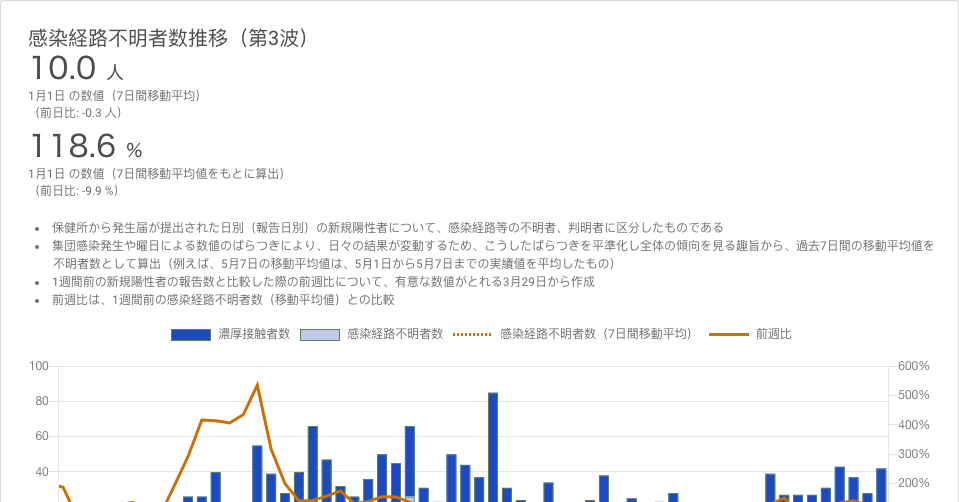 感染経路不明者数推移（第3波）
10.0 人
1月1日 の数値（7日間移動平均）
（前日比: -0.3 人）
118.6 %
1月1日 の数値（7日間移動平均値をもとに算出）
（前日比: -9.9 %）
保健所から発生届が提出された日別（報告日別）の新規陽性者について、感染経路等の不明者、判明者に区分したものである
集団感染発生や曜日による数値のばらつきにより、日々の結果が変動するため、こうしたばらつきを平準化し全体の傾向を見る趣旨から、過去7日間の移動平均値を
不明者数として算出（例えば、5月7日の移動平均値は、5月1日から5月7日までの実績値を平均したもの）
1週間前の新規陽性者の報告数と比較した際の前週比について、有意な数値がとれる3月29日から作成
前週比は、1週間前の感染経路不明者数（移動平均値）との比較
濃厚接触者数 感染経路不明者数 感染経路不明者数（7日間移動平均） 前週比
100 600%
500%
80
400%
60
300%
40
200%